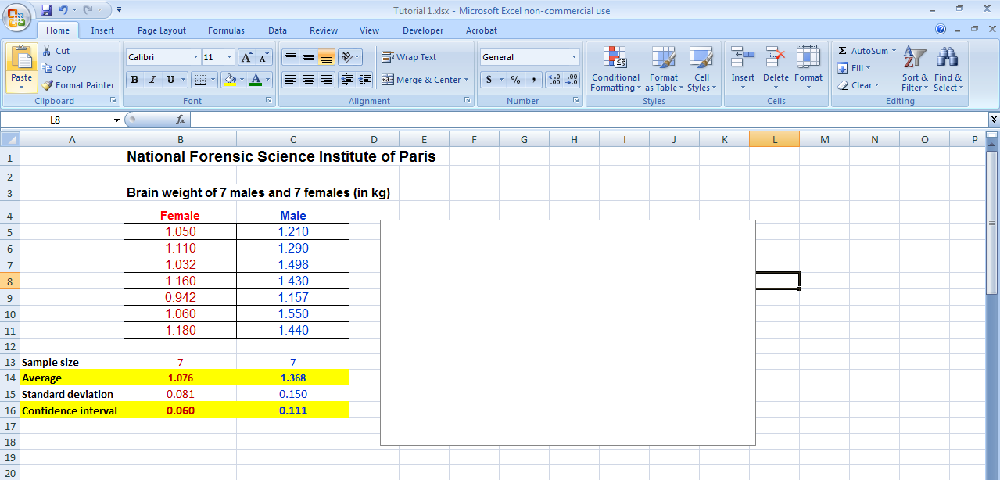 Tutorial 1.xlsx - Microsoft Excel non-commercial use
Home Insert Page Layout Formulas Data Review View Developer Acrobat
Paste Cut Calibri 11 A A Wrap Text General Conditional Formatting Format as Table Cell Styles Insert Delete Format Σ AutoSum Sort & Filter Find & Select
Copy Fill
Format Painter B I U A Merge & Center $ % , .00 .0 Clear
Clipboard Font Alignment Number Styles Cells Editing
L8 fx
A B C D E F G H I J K L M N O P
1 National Forensic Science Institute of Paris
2
3 Brain weight of 7 males and 7 females (in kg)
4 Female Male
5 1.050 1.210
6 1.110 1.290
7 1.032 1.498
8 1.160 1.430
9 0.942 1.157
10 1.060 1.550
11 1.180 1.440
12
13 Sample size 7 7
14 Average 1.076 1.368
15 Standard deviation 0.081 0.150
16 Confidence interval 0.060 0.111
17
18
19
20